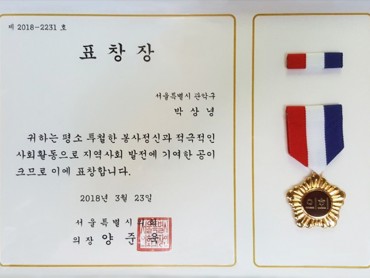 제 2018-2231 호
표 창 장
서울특별시 관악구
박 상 녕
귀하는 평소 투철한 봉사정신과 적극적인
사회활동으로 지역사회 발전에 기여한 공이
크므로 이에 표창합니다.
2018년 3월 23일
서 울 특 별 시 의 회
의 장 양 준 욱